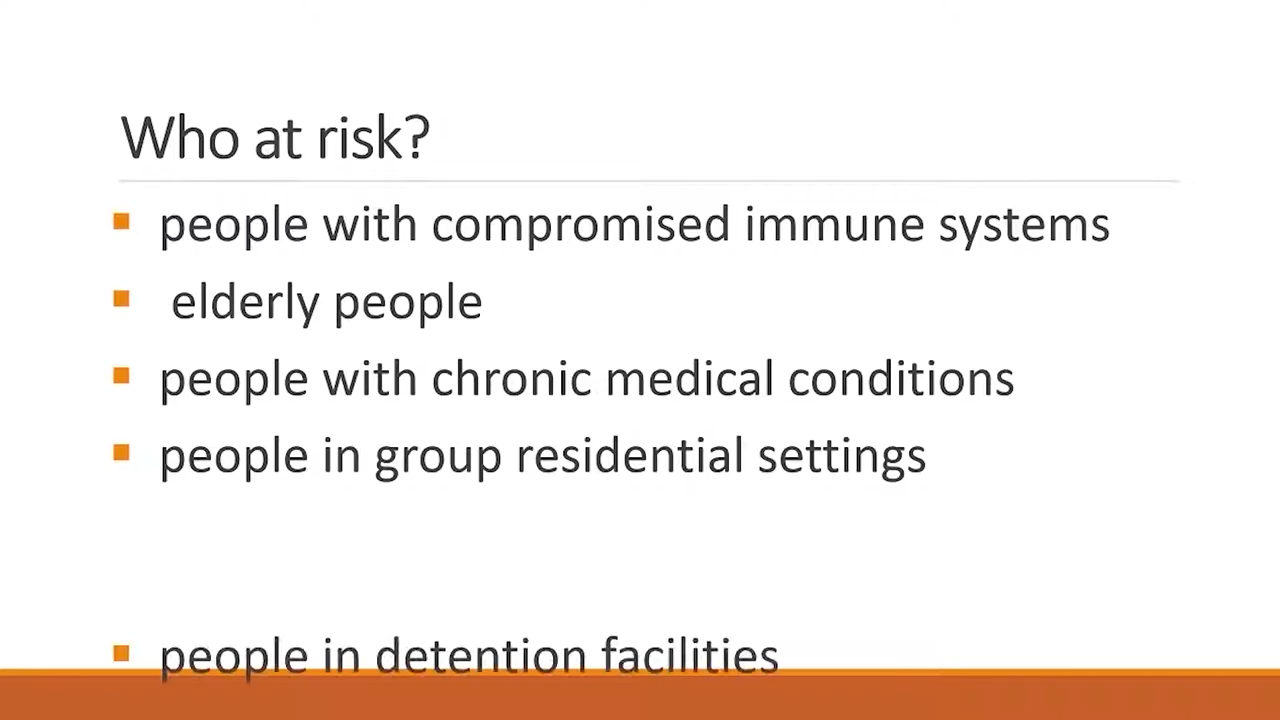 Who at risk?
▪ people with compromised immune systems
▪ elderly people
▪ people with chronic medical conditions
▪ people in group residential settings
▪ people in detention facilities